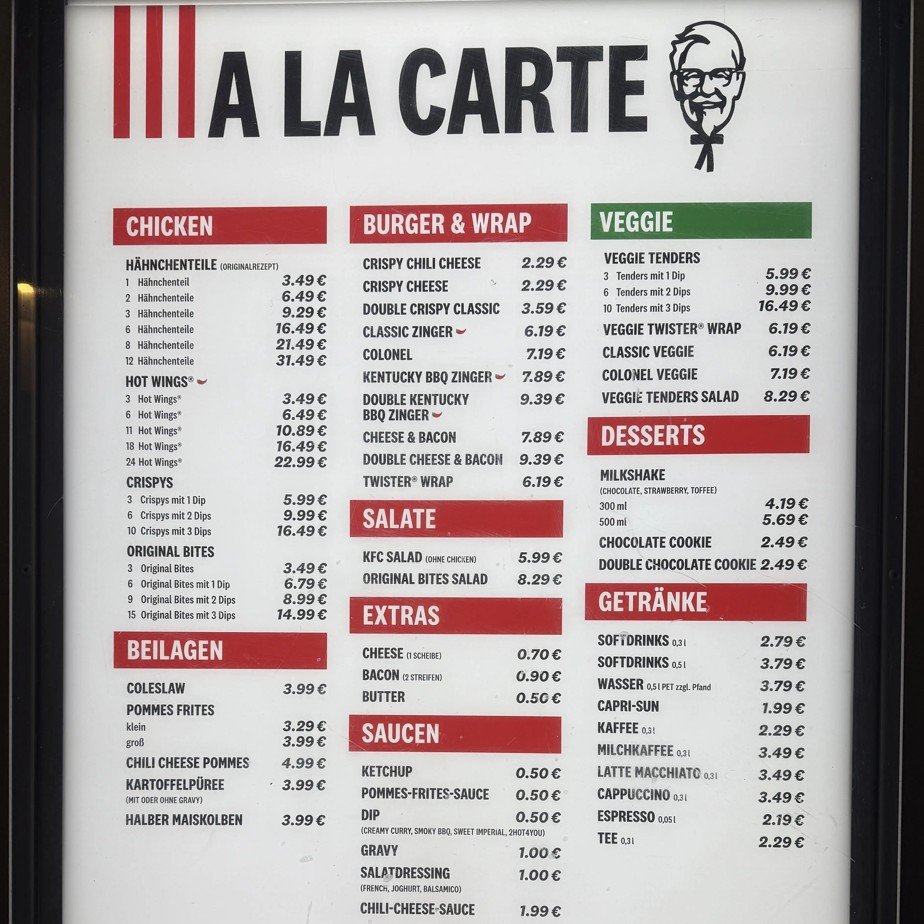 A LA CARTE
CHICKEN
HÄHNCHENTEILE (ORIGINALREZEPT)
1 Hähnchenteil 3.49 €
2 Hähnchenteile 6.49 €
3 Hähnchenteile 9.29 €
6 Hähnchenteile 16.49 €
8 Hähnchenteile 21.49 €
12 Hähnchenteile 31.49 €
HOT WINGS®
3 Hot Wings® 3.49 €
6 Hot Wings® 6.49 €
11 Hot Wings® 10.89 €
18 Hot Wings® 16.49 €
24 Hot Wings® 22.99 €
CRISPYS
3 Crispys mit 1 Dip 5.99 €
6 Crispys mit 2 Dips 9.99 €
10 Crispys mit 3 Dips 16.49 €
ORIGINAL BITES
3 Original Bites 3.49 €
6 Original Bites mit 1 Dip 6.79 €
9 Original Bites mit 2 Dips 8.99 €
15 Original Bites mit 3 Dips 14.99 €
BEILAGEN
COLESLAW 3.99 €
POMMES FRITES
klein 3.29 €
groß 3.99 €
CHILI CHEESE POMMES 4.99 €
KARTOFFELPÜREE 3.99 €
(MIT ODER OHNE GRAVY)
HALBER MAISKOLBEN 3.99 €
BURGER & WRAP
CRISPY CHILI CHEESE 2.29 €
CRISPY CHEESE 2.29 €
DOUBLE CRISPY CLASSIC 3.59 €
CLASSIC ZINGER 6.19 €
COLONEL 7.19 €
KENTUCKY BBQ ZINGER 7.89 €
DOUBLE KENTUCKY 9.39 €
BBQ ZINGER
CHEESE & BACON 7.89 €
DOUBLE CHEESE & BACON 9.39 €
TWISTER® WRAP 6.19 €
SALATE
KFC SALAD (OHNE CHICKEN) 5.99 €
ORIGINAL BITES SALAD 8.29 €
EXTRAS
CHEESE (1 SCHEIBE) 0.70 €
BACON (2 STREIFEN) 0.90 €
BUTTER 0.50 €
SAUCEN
KETCHUP 0.50 €
POMMES-FRITES-SAUCE 0.50 €
DIP 0.50 €
(CREAMY CURRY, SMOKY BBQ, SWEET IMPERIAL, 2HOT4YOU)
GRAVY 1.00 €
SALATDRESSING 1.00 €
(FRENCH, JOGHURT, BALSAMICO)
CHILI-CHEESE-SAUCE 1.99 €
VEGGIE
VEGGIE TENDERS
3 Tenders mit 1 Dip 5.99 €
6 Tenders mit 2 Dips 9.99 €
10 Tenders mit 3 Dips 16.49 €
VEGGIE TWISTER® WRAP 6.19 €
CLASSIC VEGGIE 6.19 €
COLONEL VEGGIE 7.19 €
VEGGIE TENDERS SALAD 8.29 €
DESSERTS
MILKSHAKE
(CHOCOLATE, STRAWBERRY, TOFFEE)
300 ml 4.19 €
500 ml 5.69 €
CHOCOLATE COOKIE 2.49 €
DOUBLE CHOCOLATE COOKIE 2.49 €
GETRÄNKE
SOFTDRINKS 0,3 l 2.79 €
SOFTDRINKS 0,5 l 3.79 €
WASSER 0,5 l PET zzgl. Pfand 3.79 €
CAPRI-SUN 1.99 €
KAFFEE 0,3 l 2.29 €
MILCHKAFFEE 0,3 l 3.49 €
LATTE MACCHIATO 0,3 l 3.49 €
CAPPUCCINO 0,3 l 3.49 €
ESPRESSO 0,05 l 2.19 €
TEE 0,3 l 2.29 €